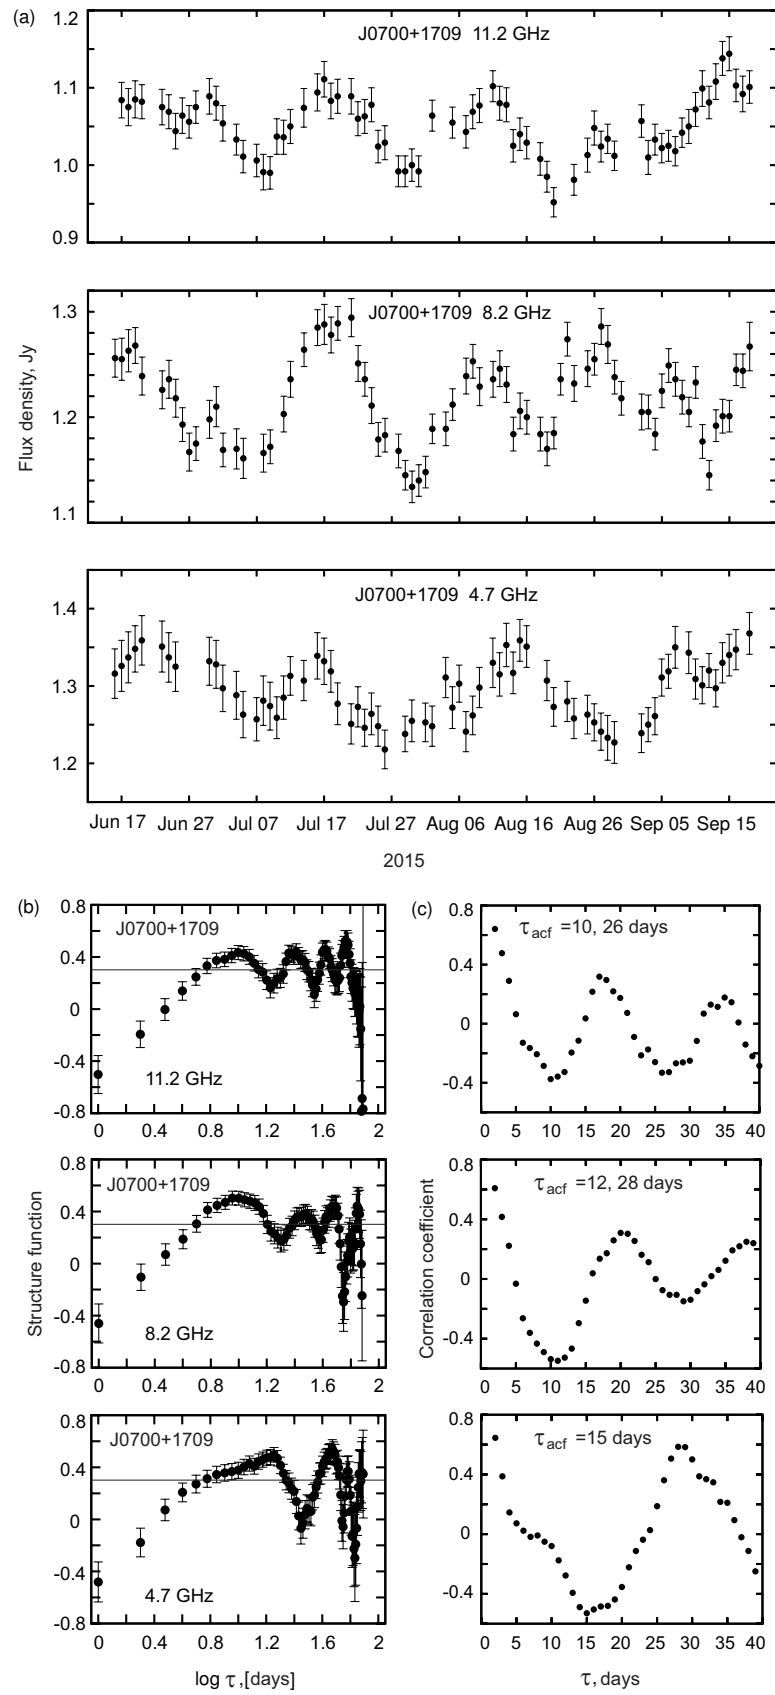 (a)
J0700+1709 11.2 GHz
1.2
1.1
1.0
0.9
J0700+1709 8.2 GHz
1.3
1.2
1.1
Flux density, Jy
J0700+1709 4.7 GHz
1.4
1.3
1.2
Jun 17 Jun 27 Jul 07 Jul 17 Jul 27 Aug 06 Aug 16 Aug 26 Sep 05 Sep 15
2015
(b)
J0700+1709
0.8
0.4
0
-0.4
-0.8
11.2 GHz
0 0.4 0.8 1.2 1.6 2
J0700+1709
0.8
0.4
0
-0.4
-0.8
8.2 GHz
0 0.4 0.8 1.2 1.6 2
Structure function
J0700+1709
0.8
0.4
0
-0.4
-0.8
4.7 GHz
0 0.4 0.8 1.2 1.6 2
log τ,[days]
(c)
τacf =10, 26 days
0.8
0.4
0
-0.4
0 5 10 15 20 25 30 35 40
τacf =12, 28 days
0.8
0.4
0
-0.4
0 5 10 15 20 25 30 35 40
Correlation coefficient
τacf =15 days
0.8
0.4
0
-0.4
0 5 10 15 20 25 30 35 40
τ, days